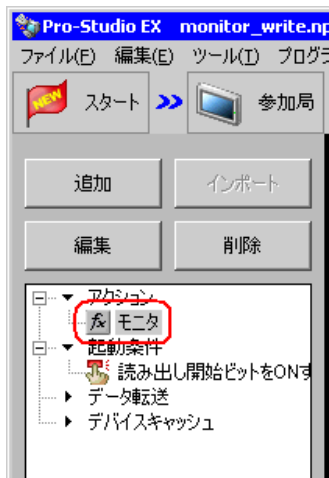 Pro-Studio EX monitor_write.np
ファイル(F) 編集(E) ツール(T) プログラ
NEW スタート 参加局
追加 インポート
編集 削除
アクション
fx モニタ
起動条件
読み出し開始ビットをONす
データ転送
デバイスキャッシュ